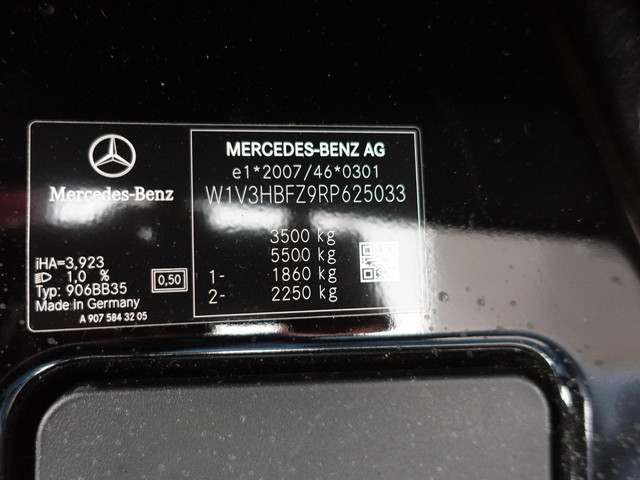 Mercedes-Benz
iHA=3,923
1,0 %
Typ: 906BB35
Made in Germany
A 907 584 32 05
0,50
MERCEDES-BENZ AG
e1*2007/46*0301
W1V3HBFZ9RP625033
3500 kg
5500 kg
1- 1860 kg
2- 2250 kg